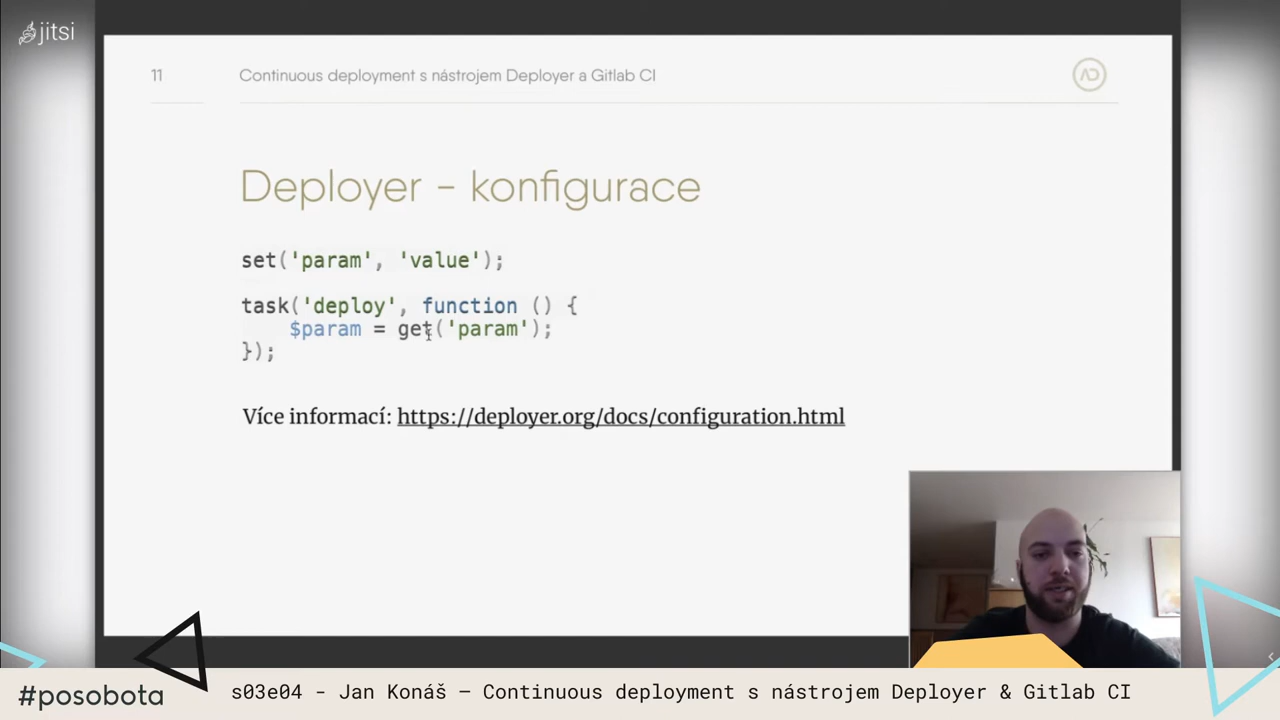 jitsi
11
Continuous deployment s nástrojem Deployer a Gitlab CI
Deployer – konfigurace
set('param', 'value');
task('deploy', function () {
    $param = get('param');
});
Více informací: https://deployer.org/docs/configuration.html
#posobota
s03e04 - Jan Konáš – Continuous deployment s nástrojem Deployer & Gitlab CI